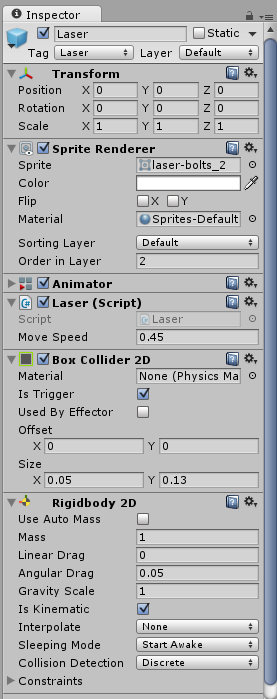 Inspector
Laser Static
Tag Laser Layer Default
Transform
Position X 0 Y 0 Z 0
Rotation X 0 Y 0 Z 0
Scale X 1 Y 1 Z 1
Sprite Renderer
Sprite laser-bolts_2
Color
Flip X Y
Material Sprites-Default
Sorting Layer Default
Order in Layer 2
Animator
Laser (Script)
Script Laser
Move Speed 0.45
Box Collider 2D
Material None (Physics Ma
Is Trigger
Used By Effector
Offset
X 0 Y 0
Size
X 0.05 Y 0.13
Rigidbody 2D
Use Auto Mass
Mass 1
Linear Drag 0
Angular Drag 0.05
Gravity Scale 1
Is Kinematic
Interpolate None
Sleeping Mode Start Awake
Collision Detection Discrete
Constraints